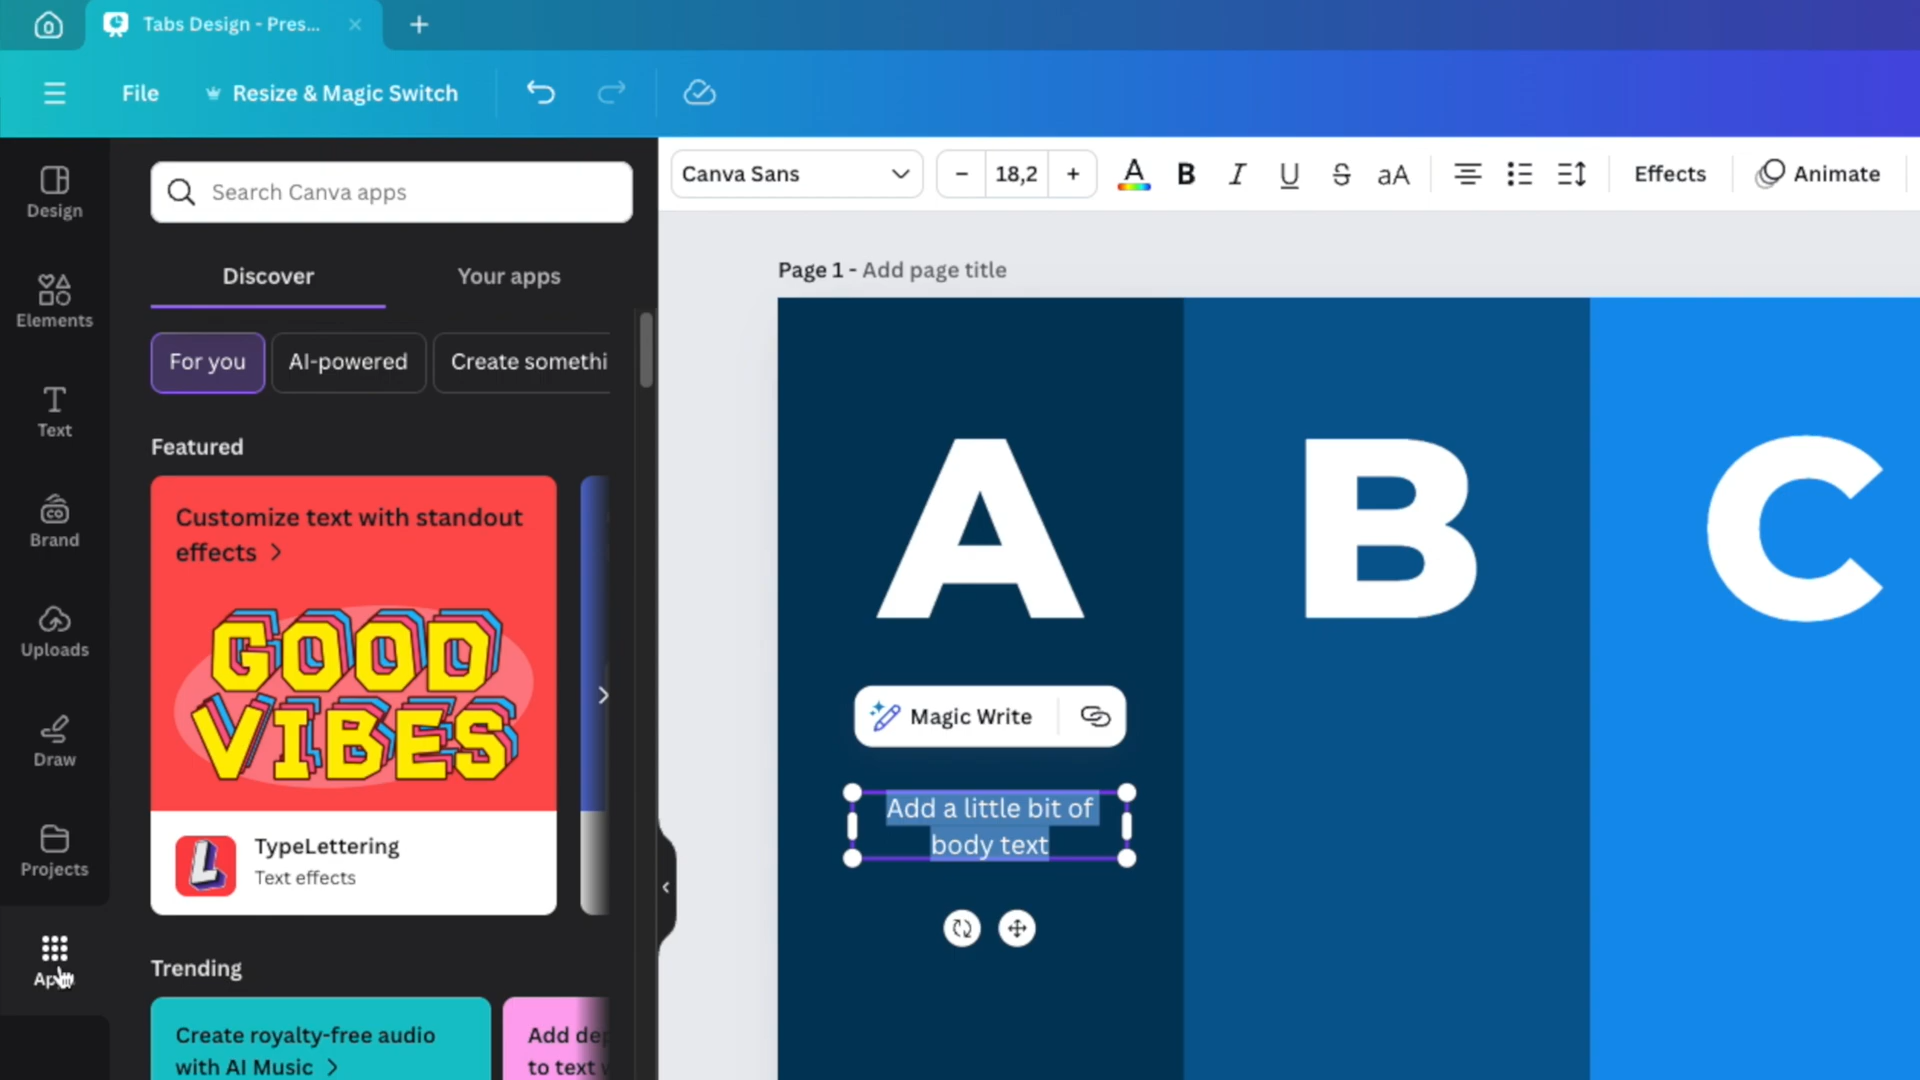 Tabs Design - Pres...
File
Resize & Magic Switch
Design
Elements
Text
Brand
Uploads
Draw
Projects
Search Canva apps
Discover
Your apps
For you
AI-powered
Create somethi
Featured
Customize text with standout
effects
GOOD
VIBES
TypeLettering
Text effects
Trending
Create royalty-free audio
with AI Music
Add de
to text
Canva Sans
18,2
A
B
I
U
S
aA
Effects
Animate
Page 1 - Add page title
A
B
C
Magic Write
Add a little bit of
body text